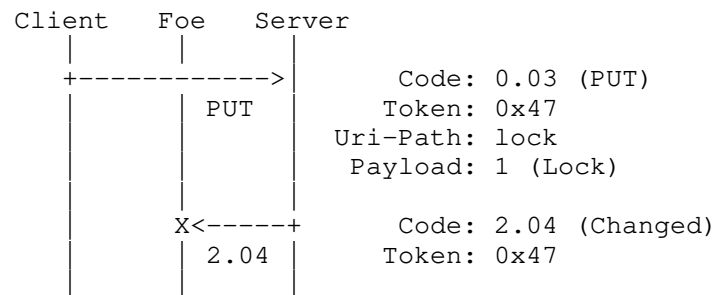 Client Foe Server
Code: 0.03 (PUT)
PUT Token: 0x47
Uri-Path: lock
Payload: 1 (Lock)
X Code: 2.04 (Changed)
2.04 Token: 0x47